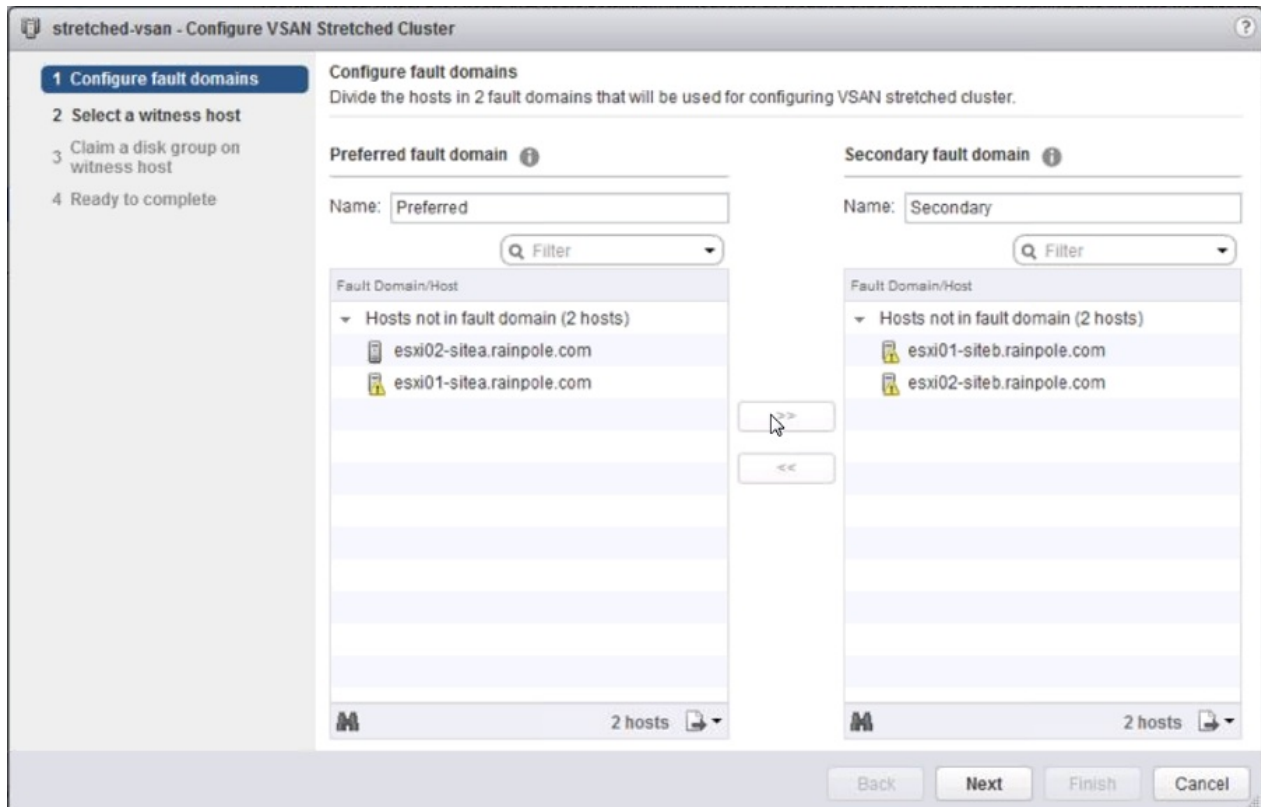 stretched-vsan - Configure VSAN Stretched Cluster
?
1 Configure fault domains
2 Select a witness host
3 Claim a disk group on
witness host
4 Ready to complete
Configure fault domains
Divide the hosts in 2 fault domains that will be used for configuring VSAN stretched cluster.
Preferred fault domain
Name: Preferred
Filter
Fault Domain/Host
Hosts not in fault domain (2 hosts)
esxi02-sitea.rainpole.com
esxi01-sitea.rainpole.com
2 hosts
>>
<<
Secondary fault domain
Name: Secondary
Filter
Fault Domain/Host
Hosts not in fault domain (2 hosts)
esxi01-siteb.rainpole.com
esxi02-siteb.rainpole.com
2 hosts
Back Next Finish Cancel